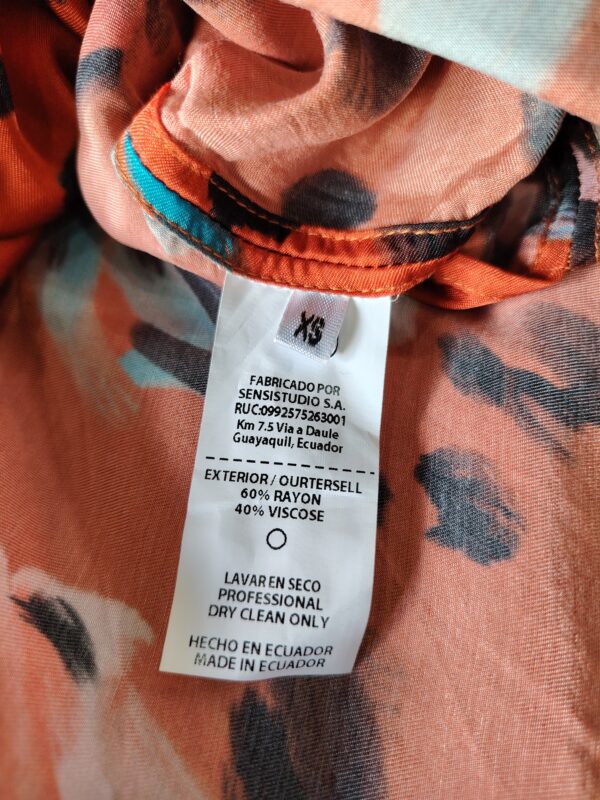 XS
FABRICADO POR
SENSISTUDIO S.A.
RUC:0992575263001
Km 7.5 Via a Daule
Guayaquil, Ecuador
EXTERIOR / OURTERSELL
60% RAYON
40% VISCOSE
LAVAR EN SECO
PROFESSIONAL
DRY CLEAN ONLY
HECHO EN ECUADOR
MADE IN ECUADOR